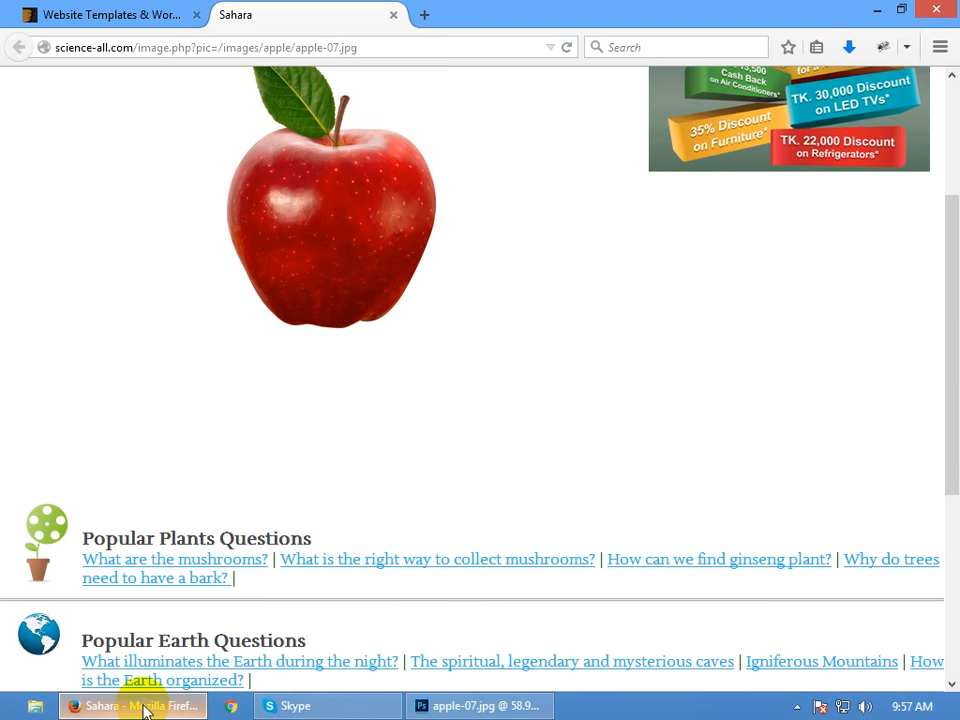 Website Templates & Wor...
Sahara
science-all.com/image.php?pic=/images/apple/apple-07.jpg
Search
Cash Back
on Air Conditioners*
TK. 30,000 Discount
on LED TVs*
35% Discount
on Furniture*
TK. 22,000 Discount
on Refrigerators*
Popular Plants Questions
What are the mushrooms? | What is the right way to collect mushrooms? | How can we find ginseng plant? | Why do trees
need to have a bark? |
Popular Earth Questions
What illuminates the Earth during the night? | The spiritual, legendary and mysterious caves | Igniferous Mountains | How
is the Earth organized? |
Sahara - Mozilla Firef...
Skype
Ps
apple-07.jpg @ 58.9...
9:57 AM